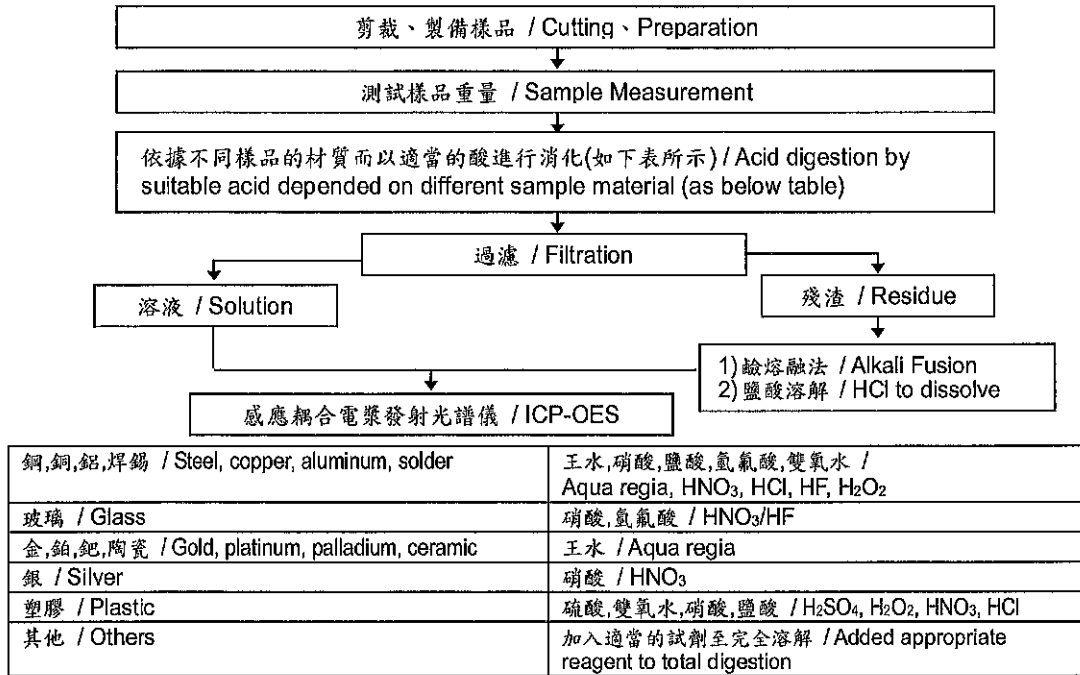 剪裁、製備樣品 / Cutting、Preparation
測試樣品重量 / Sample Measurement
依據不同樣品的材質而以適當的酸進行消化(如下表所示) / Acid digestion by
suitable acid depended on different sample material (as below table)
過濾 / Filtration
溶液 / Solution
殘渣 / Residue
1) 鹼熔融法 / Alkali Fusion
2) 鹽酸溶解 / HCl to dissolve
感應耦合電漿發射光譜儀 / ICP-OES
鋼,銅,鋁,焊錫 / Steel, copper, aluminum, solder
王水,硝酸,鹽酸,氫氟酸,雙氧水 /
Aqua regia, HNO₃, HCl, HF, H₂O₂
玻璃 / Glass
硝酸,氫氟酸 / HNO₃/HF
金,鉑,鈀,陶瓷 / Gold, platinum, palladium, ceramic
王水 / Aqua regia
銀 / Silver
硝酸 / HNO₃
塑膠 / Plastic
硫酸,雙氧水,硝酸,鹽酸 / H₂SO₄, H₂O₂, HNO₃, HCl
其他 / Others
加入適當的試劑至完全溶解 / Added appropriate
reagent to total digestion